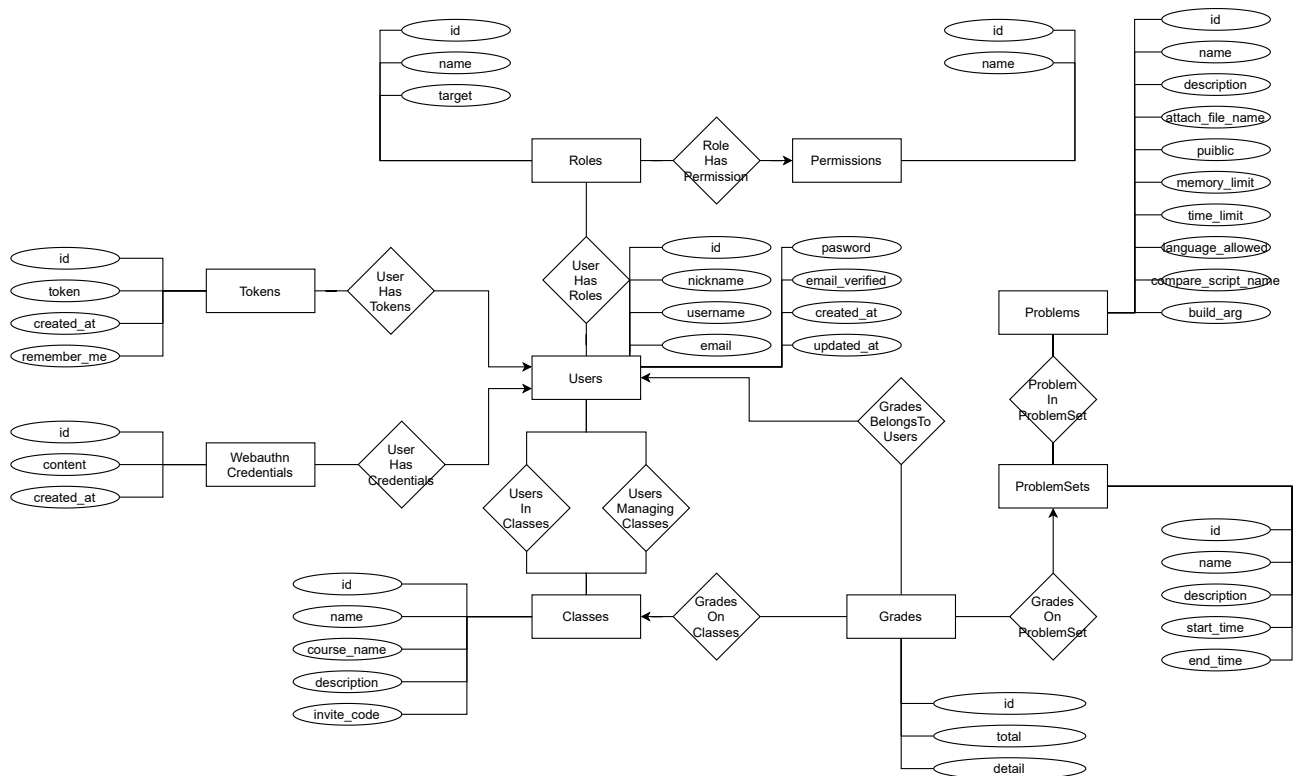 id
name
target
Roles
Role
Has
Permission
Permissions
id
name
id
name
description
attach_file_name
puiblic
memory_limit
time_limit
language_allowed
compare_script_name
build_arg
Problems
id
token
created_at
remember_me
Tokens
User
Has
Tokens
User
Has
Roles
id
nickname
username
email
pasword
email_verified
created_at
updated_at
Users
id
content
created_at
Webauthn
Credentials
User
Has
Credentials
Grades
BelongsTo
Users
Problem
In
ProblemSet
ProblemSets
Users
In
Classes
Users
Managing
Classes
id
name
description
start_time
end_time
id
name
course_name
description
invite_code
Classes
Grades
On
Classes
Grades
Grades
On
ProblemSet
id
total
detail